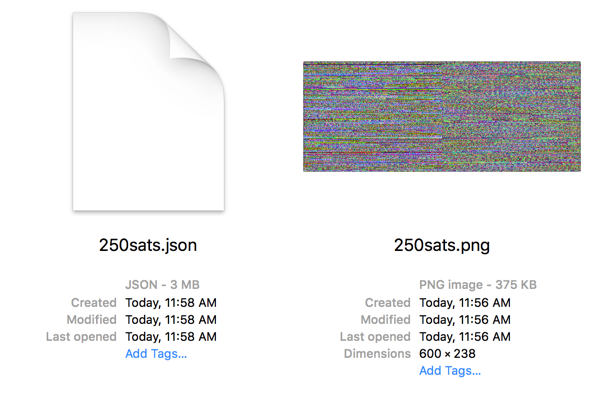 250sats.json
JSON - 3 MB
Created Today, 11:58 AM
Modified Today, 11:58 AM
Last opened Today, 11:58 AM
Add Tags...
250sats.png
PNG image - 375 KB
Created Today, 11:56 AM
Modified Today, 11:56 AM
Last opened Today, 11:56 AM
Dimensions 600 × 238
Add Tags...